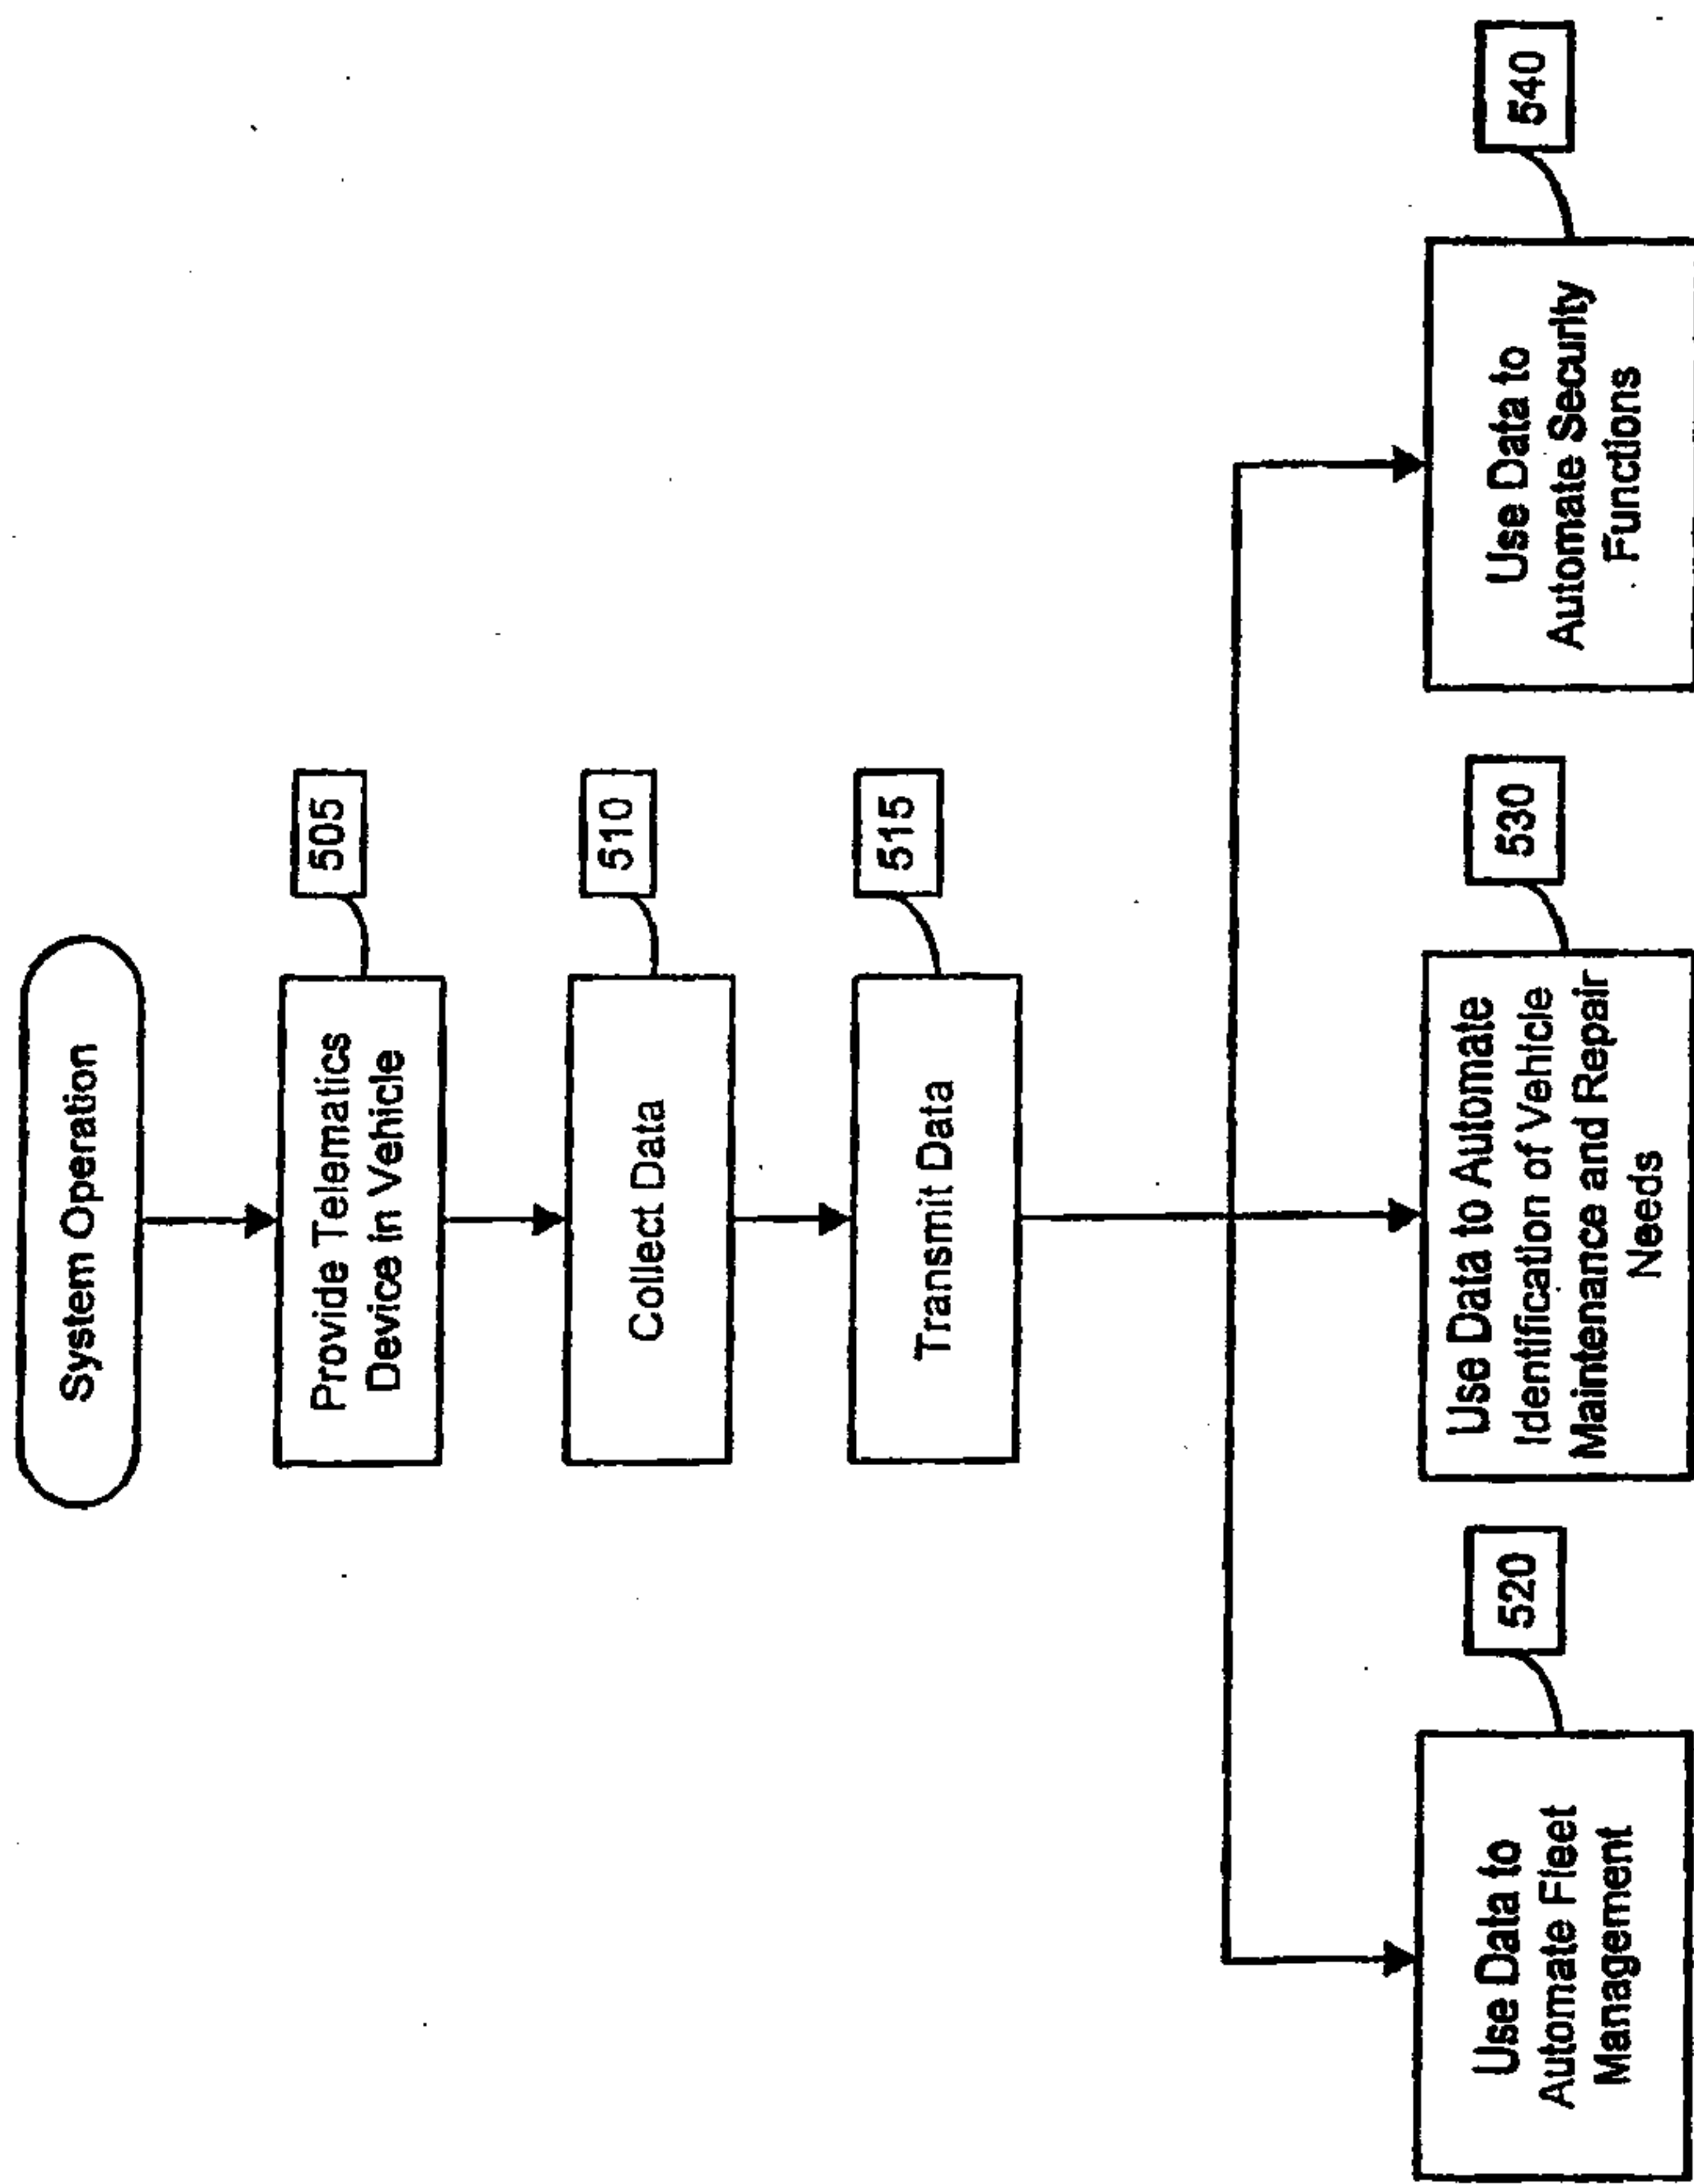 System Operation
505
Provide Telematics
Device in Vehicle
510
Collect Data
515
Transmit Data
520
Use Data to
Automate Fleet
Management
530
Use Data to Automate
Identification of Vehicle
Maintenance and Repair
Needs
540
Use Data to
Automate Security
Functions